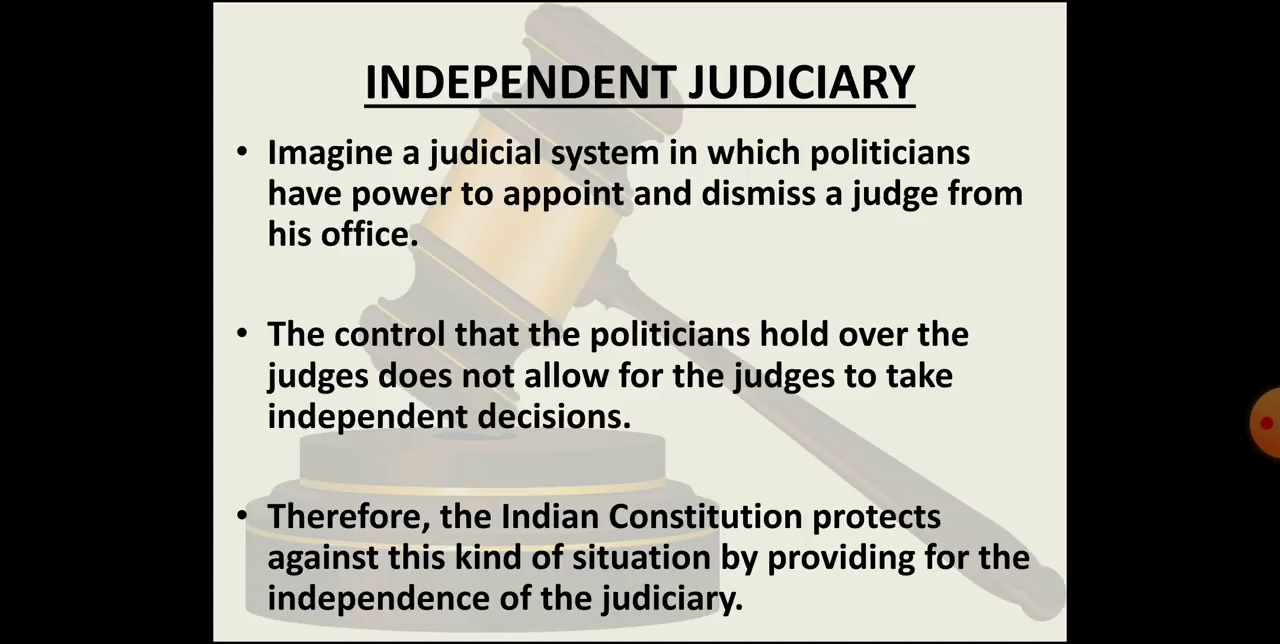 INDEPENDENT JUDICIARY
• Imagine a judicial system in which politicians
have power to appoint and dismiss a judge from
his office.
• The control that the politicians hold over the
judges does not allow for the judges to take
independent decisions.
• Therefore, the Indian Constitution protects
against this kind of situation by providing for the
independence of the judiciary.